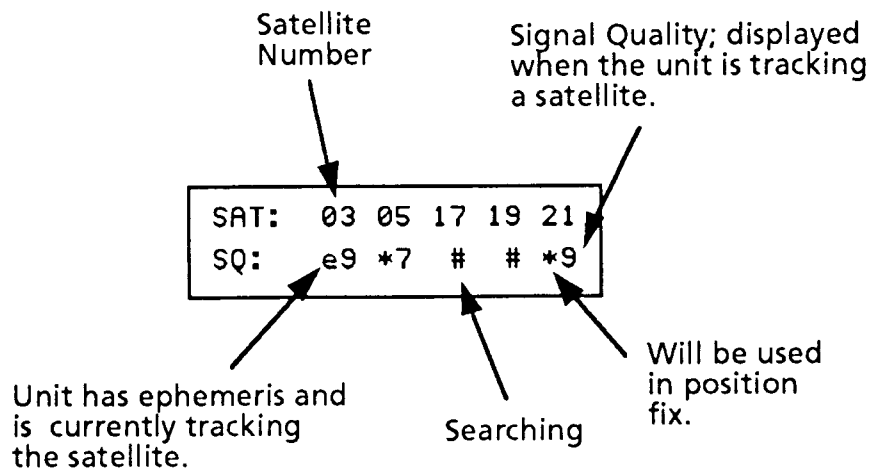 Satellite
Number
Signal Quality; displayed
when the unit is tracking
a satellite.
SAT: 03 05 17 19 21
SQ: e9 *7 # # *9
Will be used
in position
fix.
Searching
Unit has ephemeris and
is currently tracking
the satellite.